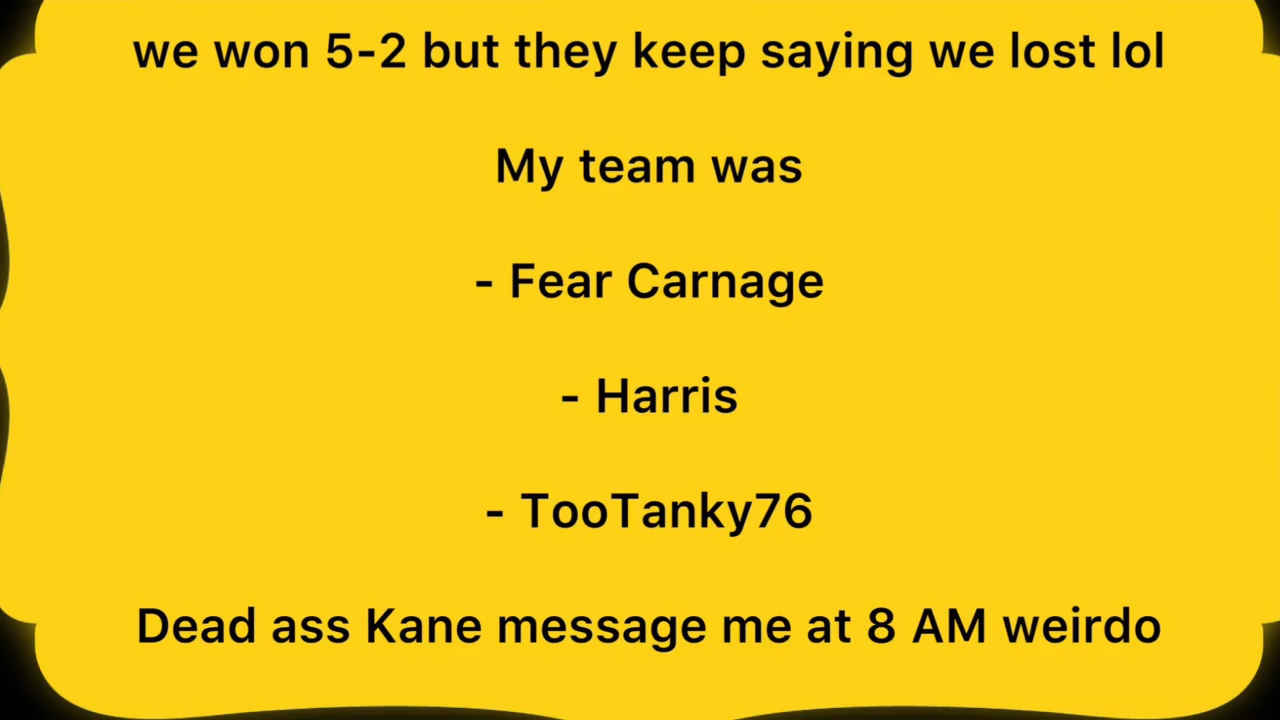 we won 5-2 but they keep saying we lost lol
My team was
- Fear Carnage
- Harris
- TooTanky76
Dead ass Kane message me at 8 AM weirdo